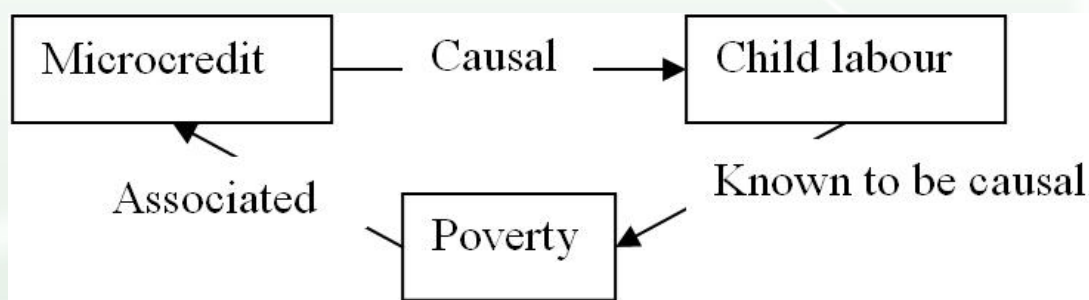 Microcredit
Causal
Child labour
Associated
Known to be causal
Poverty